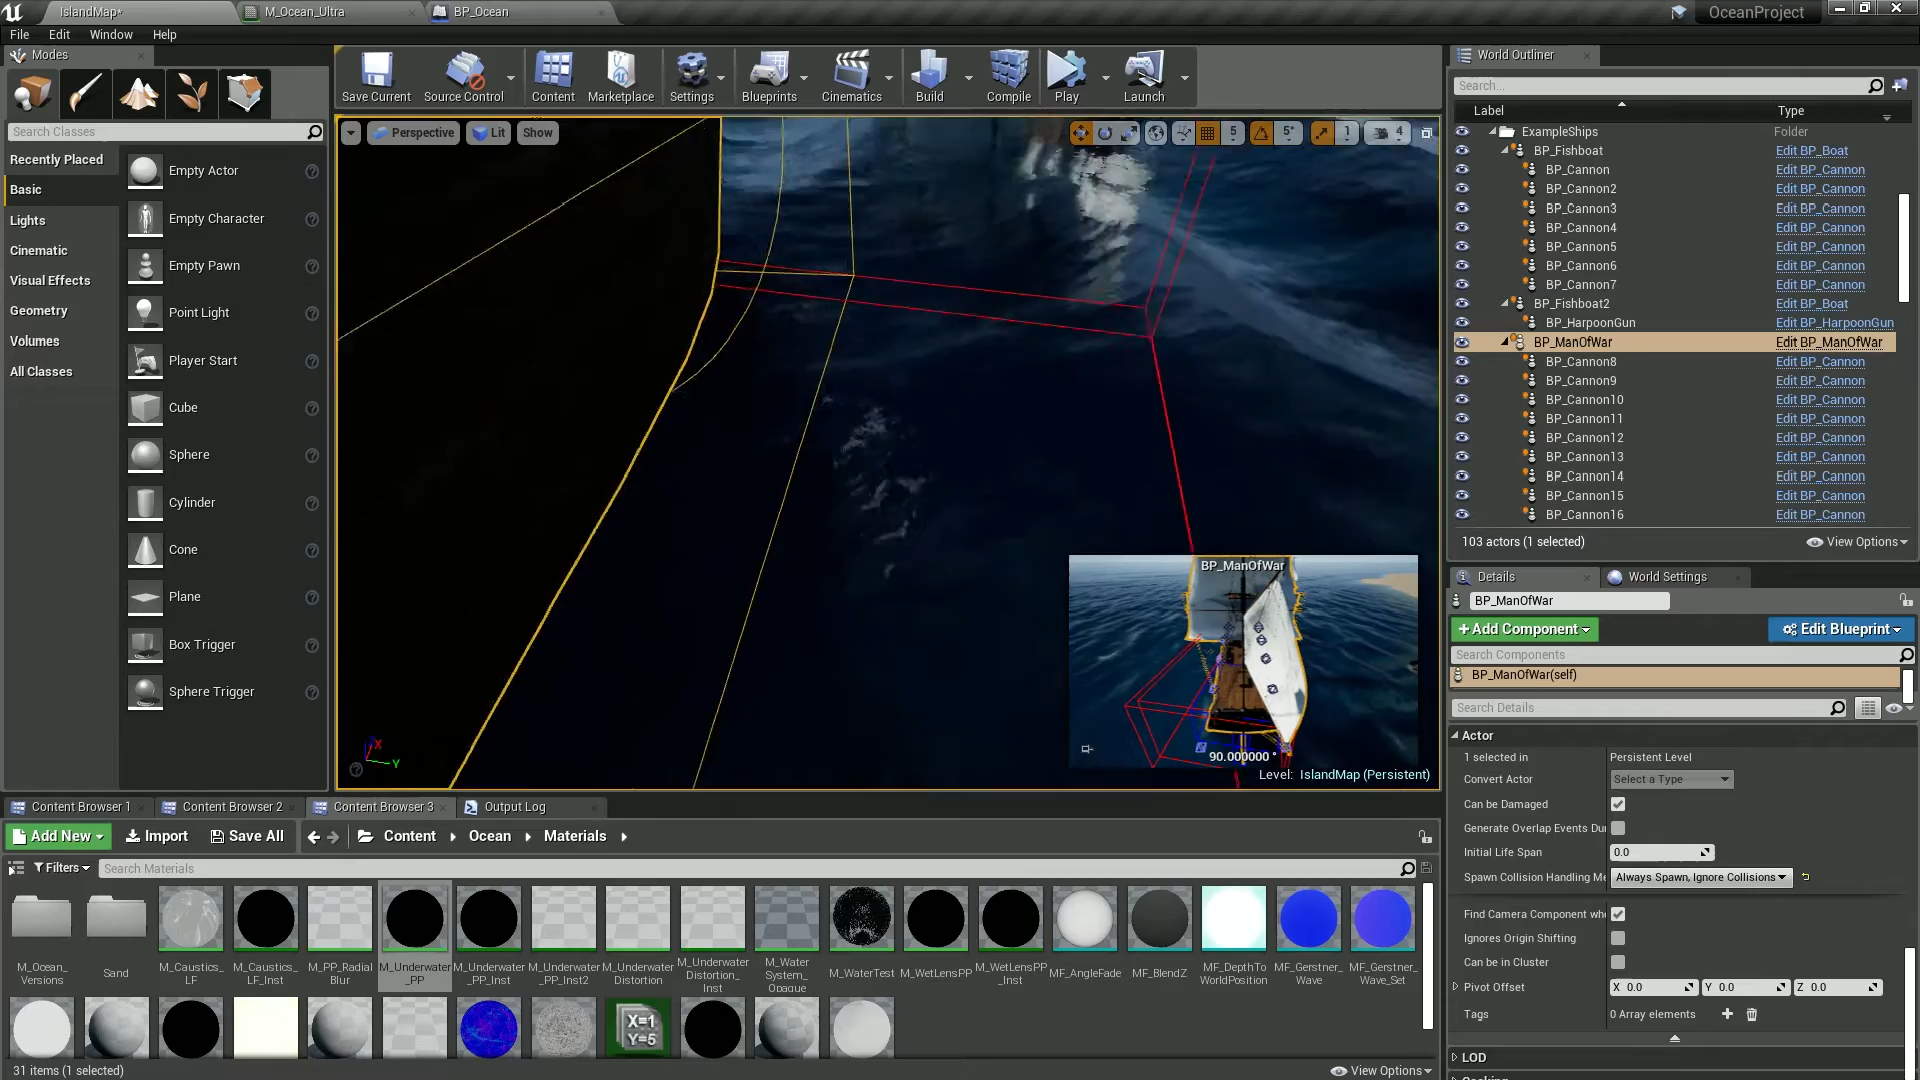 IslandMap*
M_Ocean_Ultra
BP_Ocean
OceanProject
File Edit Window Help
Modes
Save Current
Source Control
Content
Marketplace
Settings
Blueprints
Cinematics
Build
Compile
Play
Launch
Search Classes
Recently Placed
Basic
Lights
Cinematic
Visual Effects
Geometry
Volumes
All Classes
Empty Actor
Empty Character
Empty Pawn
Point Light
Player Start
Cube
Sphere
Cylinder
Cone
Plane
Box Trigger
Sphere Trigger
Perspective
Lit
Show
5
5°
1
4
X
Y
BP_ManOfWar
90.000000 °
Level: IslandMap (Persistent)
World Outliner
Search...
Label Type
ExampleShips Folder
BP_Fishboat Edit BP_Boat
BP_Cannon Edit BP_Cannon
BP_Cannon2 Edit BP_Cannon
BP_Cannon3 Edit BP_Cannon
BP_Cannon4 Edit BP_Cannon
BP_Cannon5 Edit BP_Cannon
BP_Cannon6 Edit BP_Cannon
BP_Cannon7 Edit BP_Cannon
BP_Fishboat2 Edit BP_Boat
BP_HarpoonGun Edit BP_HarpoonGun
BP_ManOfWar Edit BP_ManOfWar
BP_Cannon8 Edit BP_Cannon
BP_Cannon9 Edit BP_Cannon
BP_Cannon10 Edit BP_Cannon
BP_Cannon11 Edit BP_Cannon
BP_Cannon12 Edit BP_Cannon
BP_Cannon13 Edit BP_Cannon
BP_Cannon14 Edit BP_Cannon
BP_Cannon15 Edit BP_Cannon
BP_Cannon16 Edit BP_Cannon
103 actors (1 selected)
View Options
Details
World Settings
BP_ManOfWar
+Add Component
Edit Blueprint
Search Components
BP_ManOfWar(self)
Search Details
Actor
1 selected in Persistent Level
Convert Actor Select a Type
Can be Damaged
Generate Overlap Events Du
Initial Life Span 0.0
Spawn Collision Handling Me Always Spawn, Ignore Collisions
Find Camera Component whe
Ignores Origin Shifting
Can be in Cluster
Pivot Offset X 0.0 Y 0.0 Z 0.0
Tags 0 Array elements
LOD
Content Browser 1
Content Browser 2
Content Browser 3
Output Log
Add New
Import
Save All
Content
Ocean
Materials
Filters
Search Materials
M_Ocean_
Versions
Sand
M_Caustics_
LF
M_Caustics_
LF_Inst
M_PP_Radial
Blur
M_Underwater
_PP
M_Underwater
_PP_Inst
M_Underwater
_PP_Inst2
M_Underwater
Distortion
M_Underwater
Distortion_
Inst
M_Water
System_
Opaque
M_WaterTest
M_WetLensPP
M_WetLensPP
_Inst
MF_AngleFade
MF_BlendZ
MF_DepthTo
WorldPosition
MF_Gerstner_
Wave
MF_Gerstner_
Wave_Set
X=1
Y=5
31 items (1 selected)
View Options